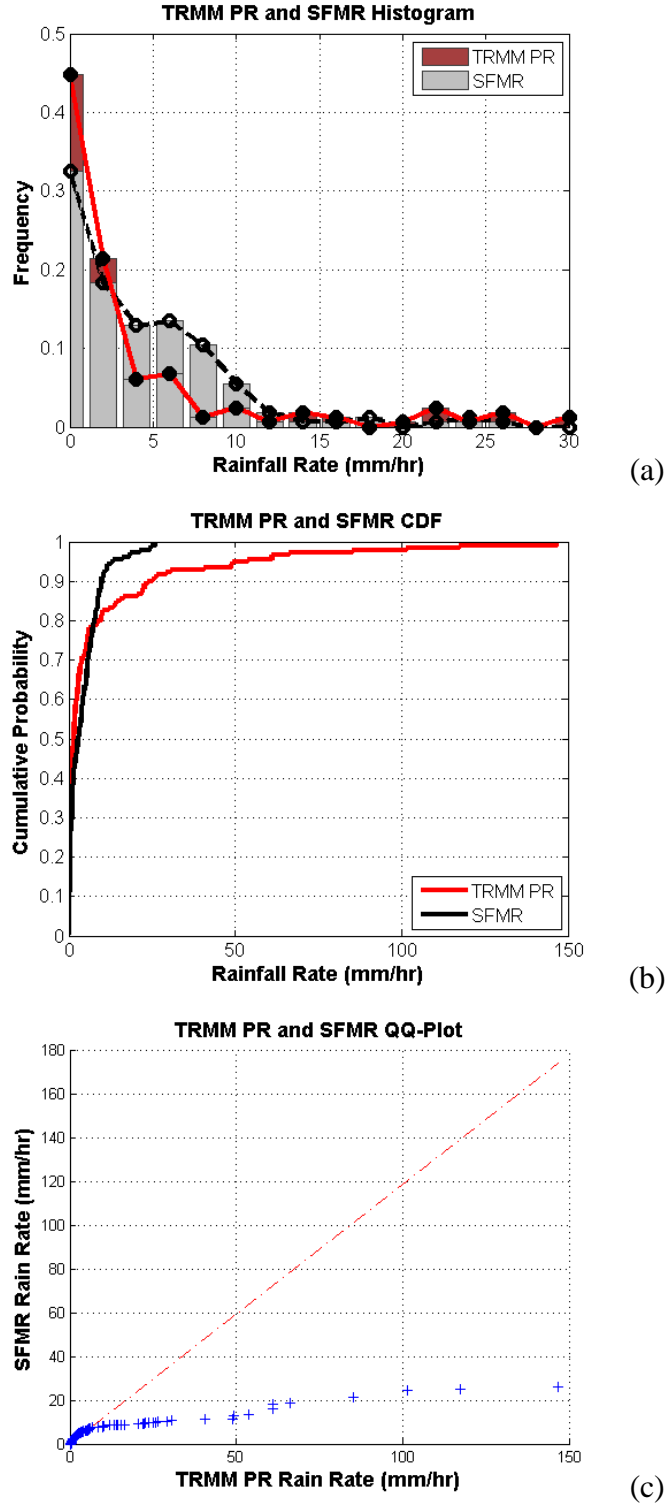 TRMM PR and SFMR Histogram
0.5
0.4
0.3
0.2
0.1
0
Frequency
TRMM PR
SFMR
0 5 10 15 20 25 30
Rainfall Rate (mm/hr)
(a)
TRMM PR and SFMR CDF
1
0.9
0.8
0.7
0.6
0.5
0.4
0.3
0.2
0.1
0
Cumulative Probability
TRMM PR
SFMR
0 50 100 150
Rainfall Rate (mm/hr)
(b)
TRMM PR and SFMR QQ-Plot
180
160
140
120
100
80
60
40
20
0
SFMR Rain Rate (mm/hr)
0 50 100 150
TRMM PR Rain Rate (mm/hr)
(c)